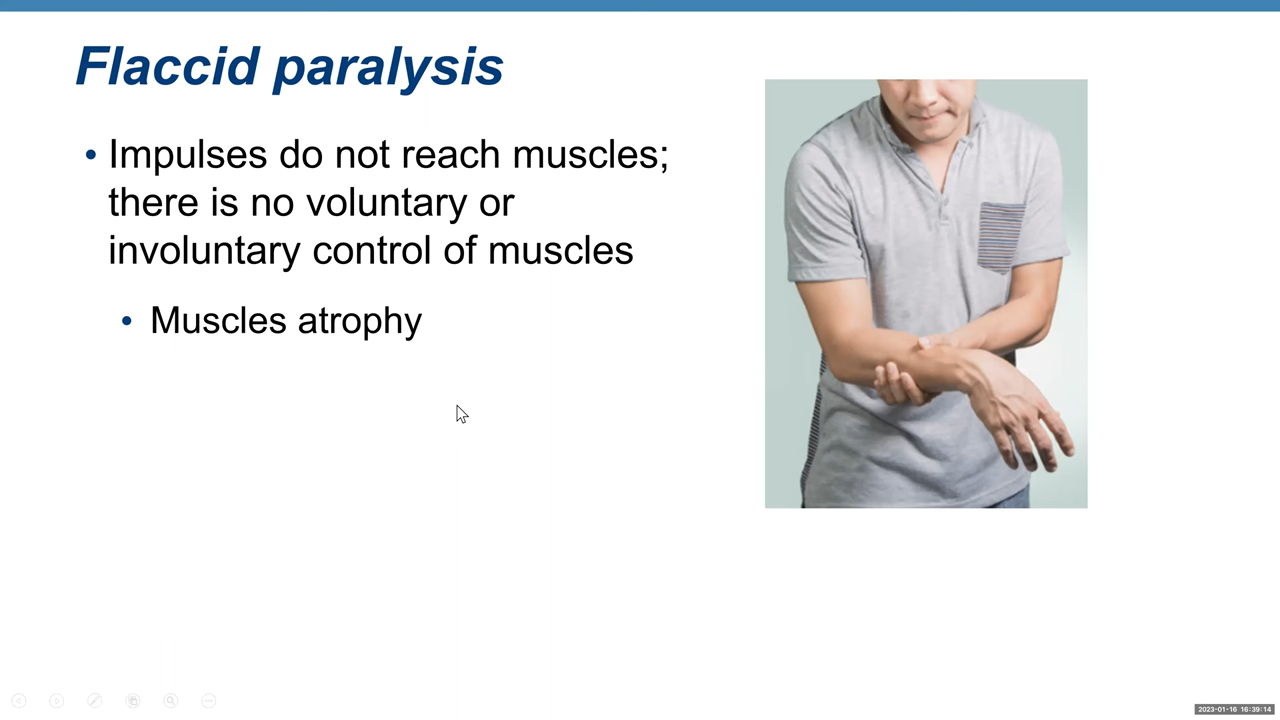 Flaccid paralysis
• Impulses do not reach muscles;
there is no voluntary or
involuntary control of muscles
• Muscles atrophy
2023-01-16 16:39:14